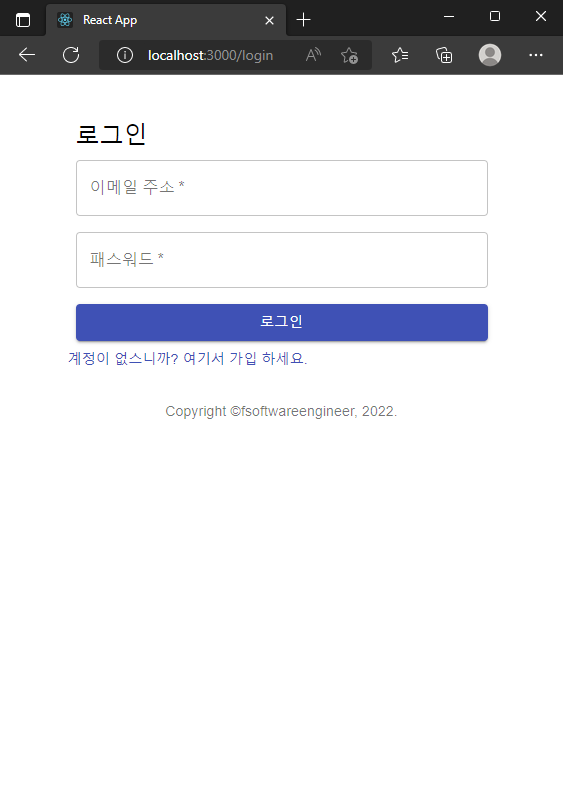 React App
localhost:3000/login
로그인
이메일 주소 *
패스워드 *
로그인
계정이 없스니까? 여기서 가입 하세요.
Copyright ©fsoftwareengineer, 2022.